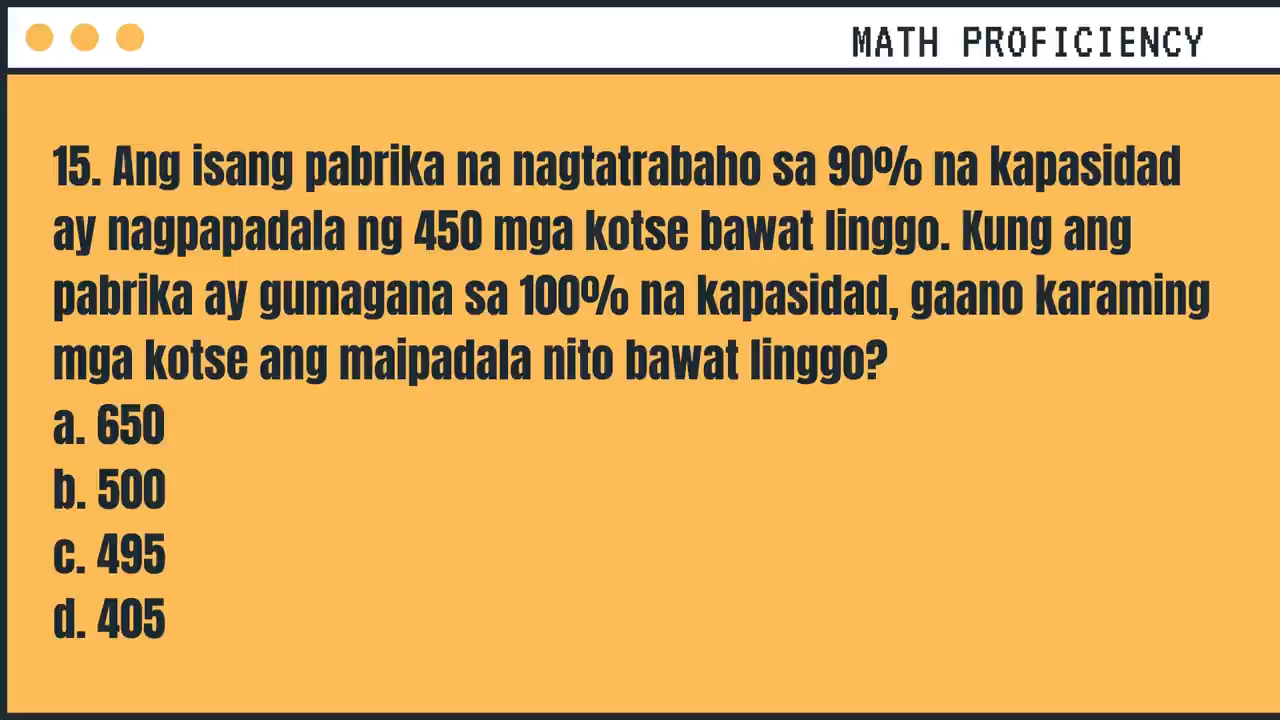 MATH PROFICIENCY
15. Ang isang pabrika na nagtatrabaho sa 90% na kapasidad
ay nagpapadala ng 450 mga kotse bawat linggo. Kung ang
pabrika ay gumagana sa 100% na kapasidad, gaano karaming
mga kotse ang maipadala nito bawat linggo?
a. 650
b. 500
c. 495
d. 405